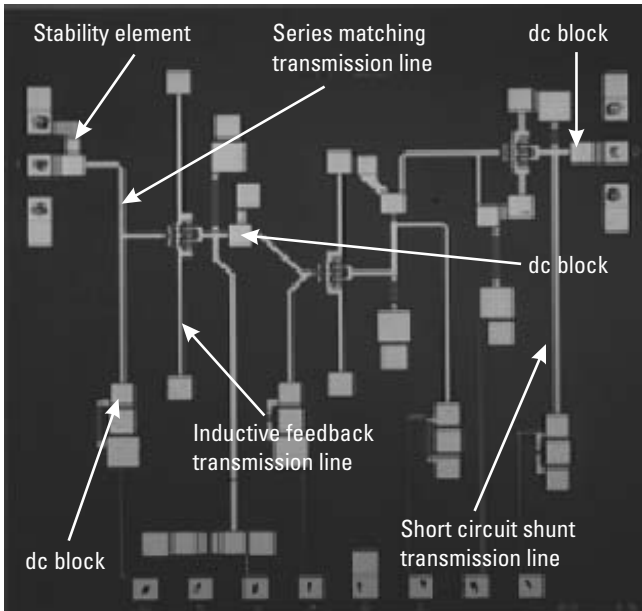 Stability element
Series matching
transmission line
dc block
dc block
Inductive feedback
transmission line
dc block
Short circuit shunt
transmission line